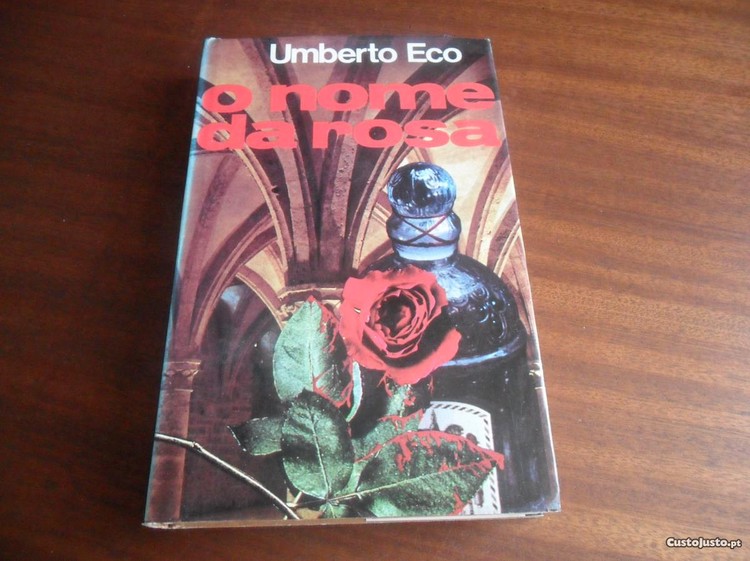 Umberto Eco
o nome
da rosa
CustoJusto.pt